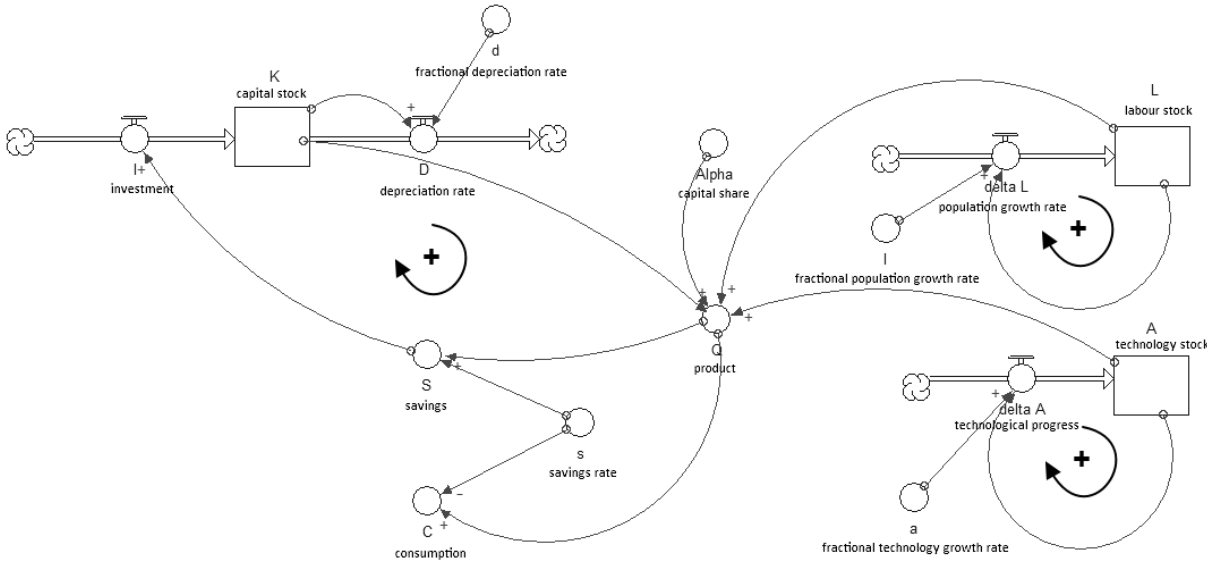 d
fractional depreciation rate
K
capital stock
+
I+
investment
D
depreciation rate
+
Alpha
capital share
L
labour stock
+
delta L
population growth rate
+
l
fractional population growth rate
+
+
+
Q
product
S
+
savings
s
savings rate
-
C
+
consumption
A
technology stock
+
delta A
technological progress
+
a
fractional technology growth rate